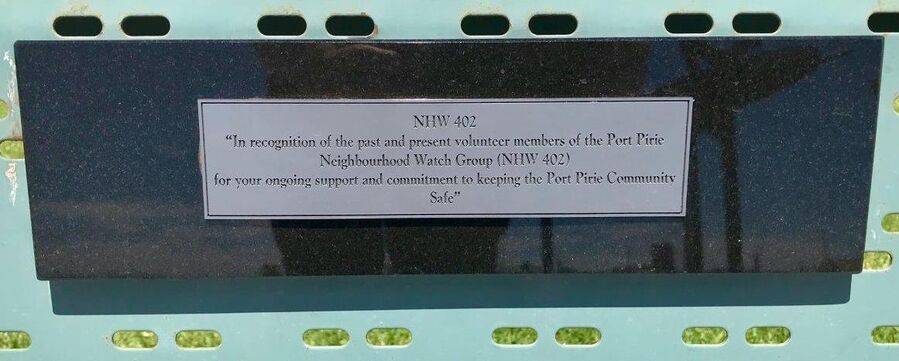 NHW 402
“In recognition of the past and present volunteer members of the Port Pirie
Neighbourhood Watch Group (NHW 402)
for your ongoing support and commitment to keeping the Port Pirie Community
Safe”